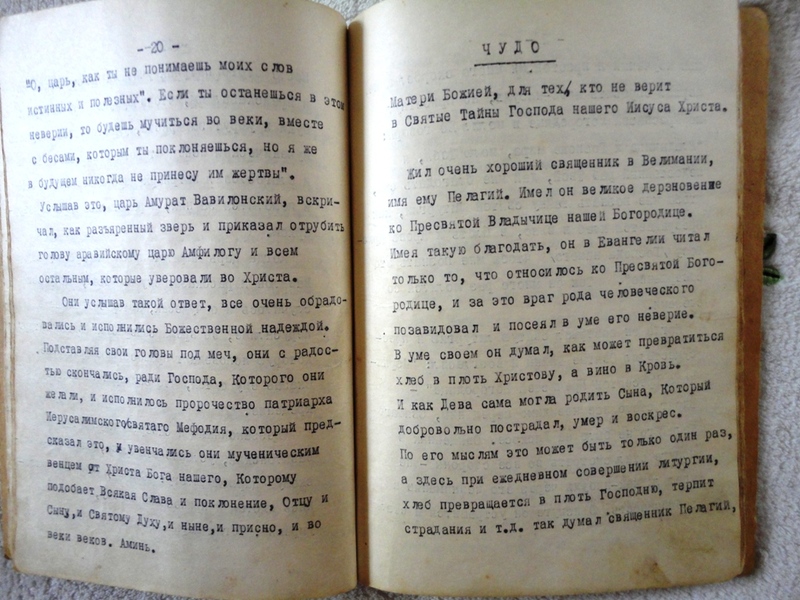 - 20 -
"О, царь, как ты не понимаешь моих слов
истинных и полезных". Если ты останешься в этом
неверии, то будешь мучиться во веки, вместе
с бесами, которым ты поклоняешься, но я же
в будущем никогда не принесу им жертвы".
Услышав это, царь Амурат Вавилонский, вскри-
чал, как разъяренный зверь и приказал отрубить
голову аравийскому царю Амфилогу и всем
остальным, которые уверовали во Христа.
Они услышав такой ответ, все очень обрадо-
вались и исполнились Божественной надеждой.
Подставляя свои головы под меч, они с радос-
тью скончались, ради Господа, Которого они
желали, и исполнилось пророчество патриарха
Иерусалимского святаго Мефодия, который пред-
сказал это, и увенчались они мученическим
венцем от Христа Бога нашего, Которому
подобает Всякая Слава и поклонение, Отцу и
Сыну, и Святому Духу, и ныне, и присно, и во
веки веков. Аминь.
ЧУДО
Матери Божией, для тех, кто не верит
в Святые Тайны Господа нашего Иисуса Христа.
Жил очень хороший священник в Велимании,
имя ему Пелагий. Имел он великое дерзновение
ко Пресвятой Владычице нашей Богородице.
Имея такую благодать, он в Евангелии читал
только то, что относилось ко Пресвятой Бого-
родице, и за это враг рода человеческого
позавидовал и посеял в уме его неверие.
В уме своем он думал, как может превратиться
хлеб в плоть Христову, а вино в Кровь.
И как Дева сама могла родить Сына, Который
добровольно пострадал, умер и воскрес.
По его мыслям это может быть только один раз,
а здесь при ежедневном совершении литургии,
хлеб превращается в плоть Господню, терпит
страдания и т.д. так думал священник Пелагий,